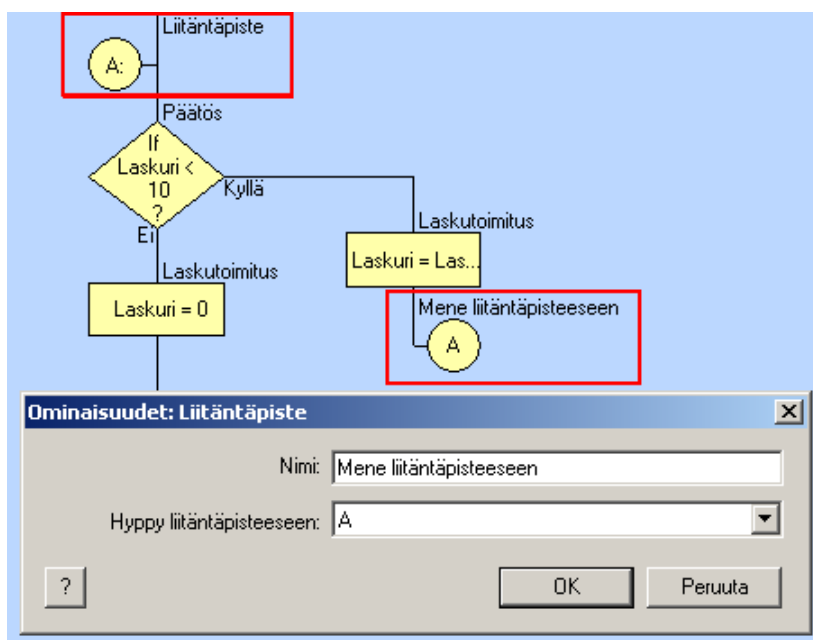 Liitäntäpiste
A:
Päätös
If
Laskuri <
10
?
Kyllä
Ei
Laskutoimitus
Laskuri = Las...
Laskutoimitus
Laskuri = 0
Mene liitäntäpisteeseen
A
Ominaisuudet: Liitäntäpiste
Nimi: Mene liitäntäpisteeseen
Hyppy liitäntäpisteeseen: A
? OK Peruuta